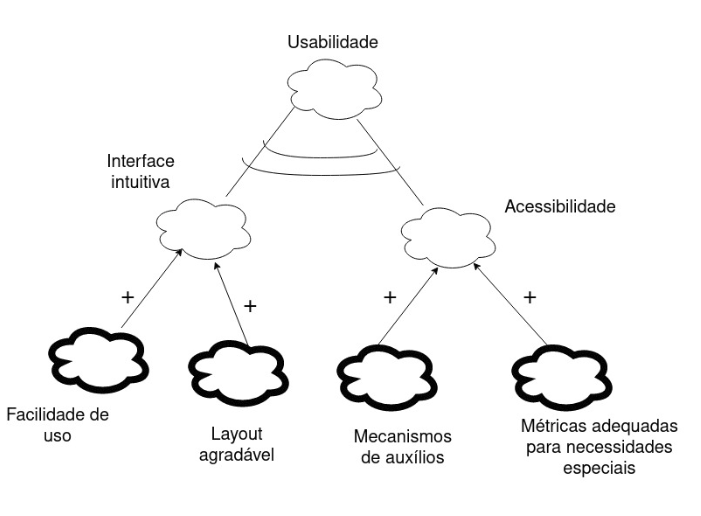 Usabilidade
Interface
intuitiva
Acessibilidade
+
+
+
+
Facilidade de
uso
Layout
agradável
Mecanismos
de auxílios
Métricas adequadas
para necessidades
especiais